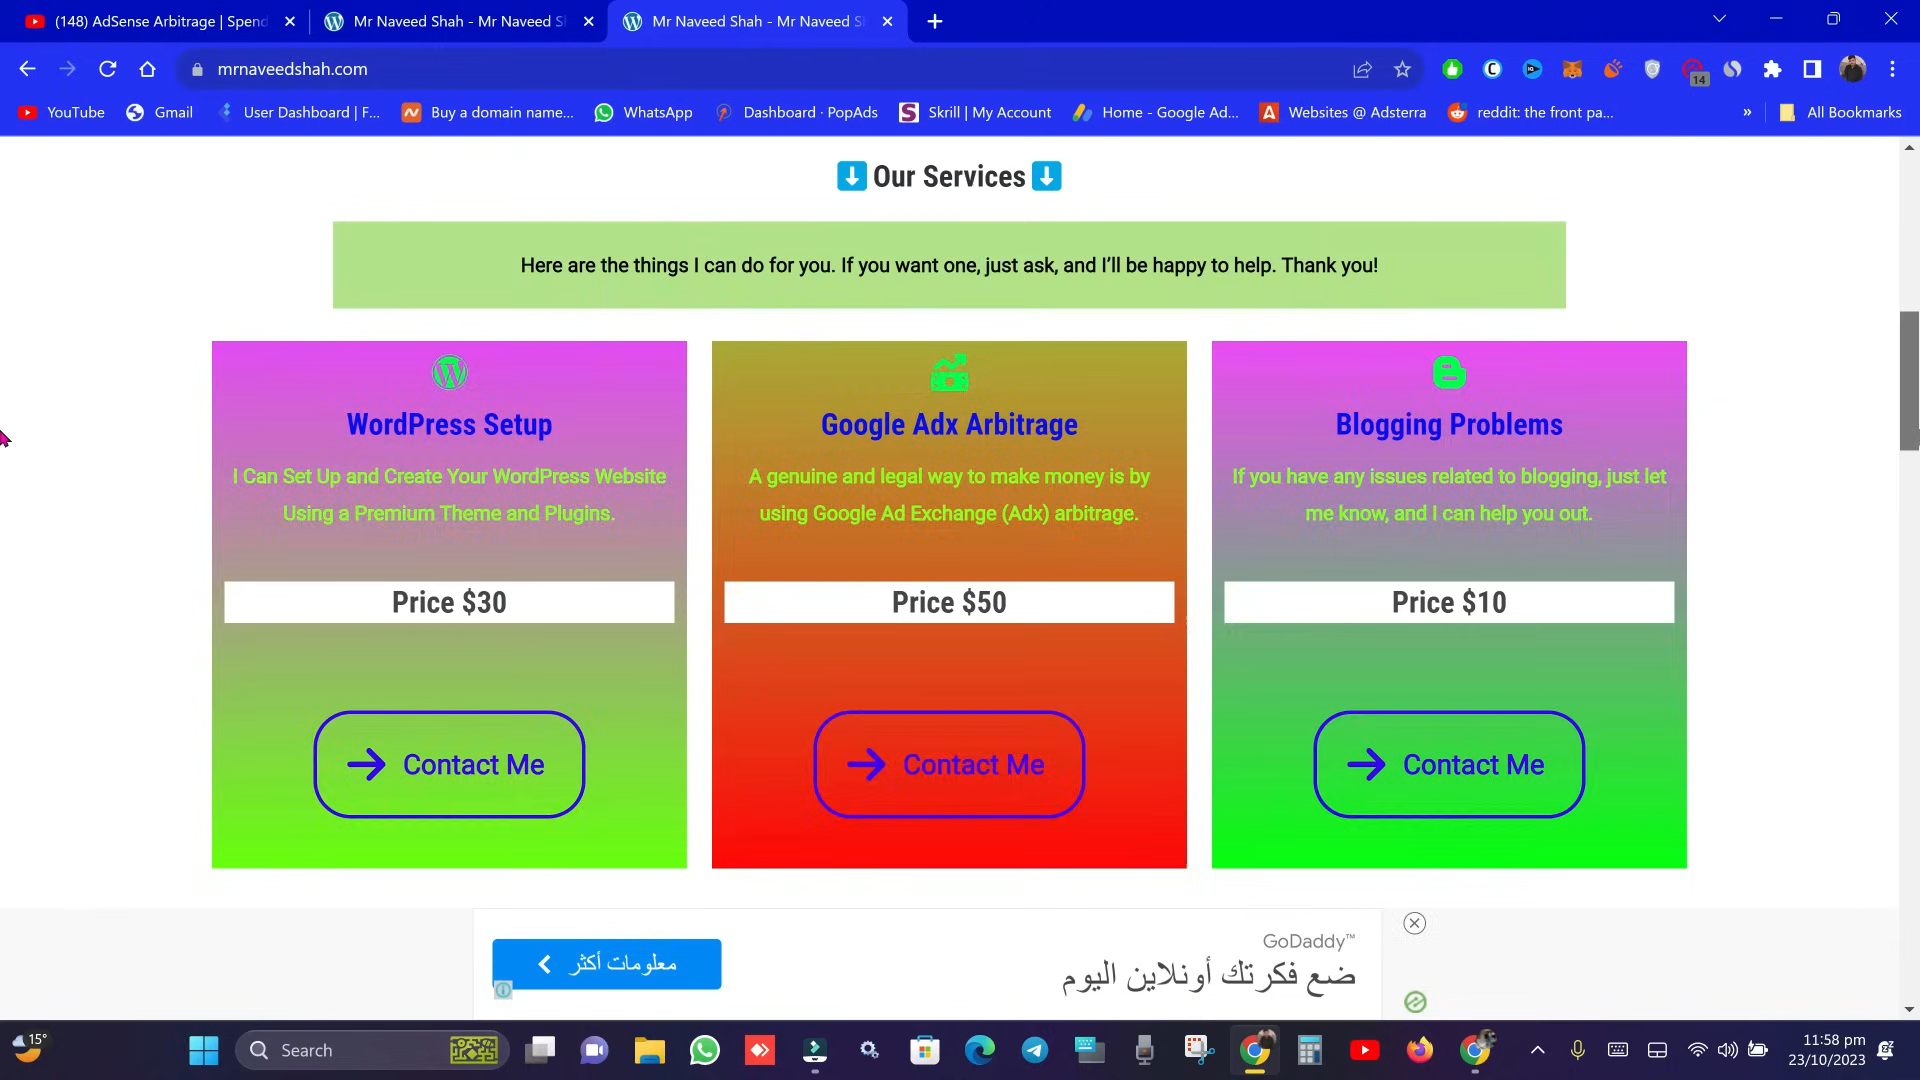 (148) AdSense Arbitrage | Spend
Mr Naveed Shah - Mr Naveed S
Mr Naveed Shah - Mr Naveed S
mrnaveedshah.com
14
YouTube
Gmail
User Dashboard | F...
Buy a domain name...
WhatsApp
Dashboard · PopAds
Skrill | My Account
Home - Google Ad...
Websites @ Adsterra
reddit: the front pa...
»
All Bookmarks
Our Services
Here are the things I can do for you. If you want one, just ask, and I’ll be happy to help. Thank you!
WordPress Setup
I Can Set Up and Create Your WordPress Website
Using a Premium Theme and Plugins.
Price $30
Contact Me
Google Adx Arbitrage
A genuine and legal way to make money is by
using Google Ad Exchange (Adx) arbitrage.
Price $50
Contact Me
Blogging Problems
If you have any issues related to blogging, just let
me know, and I can help you out.
Price $10
Contact Me
GoDaddy™
ضع فكرتك أونلاين اليوم
معلومات أكثر
15°
Search
11:58 pm
23/10/2023